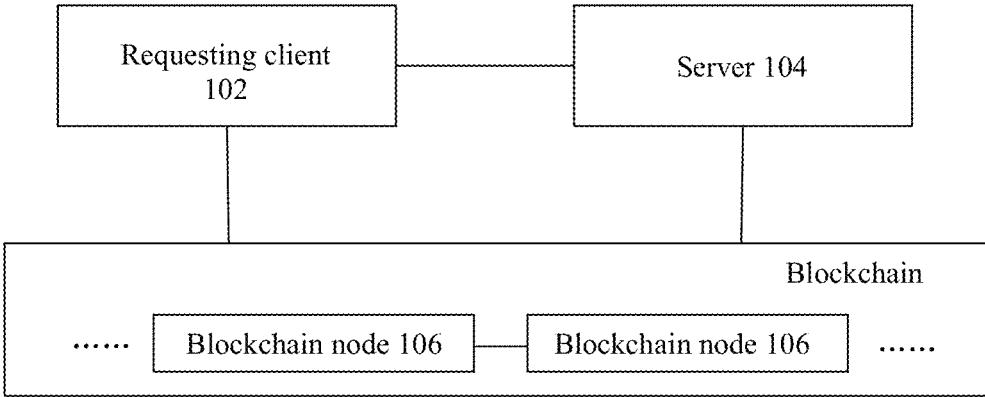 Requesting client
102
Server 104
Blockchain
...... Blockchain node 106 Blockchain node 106 ......